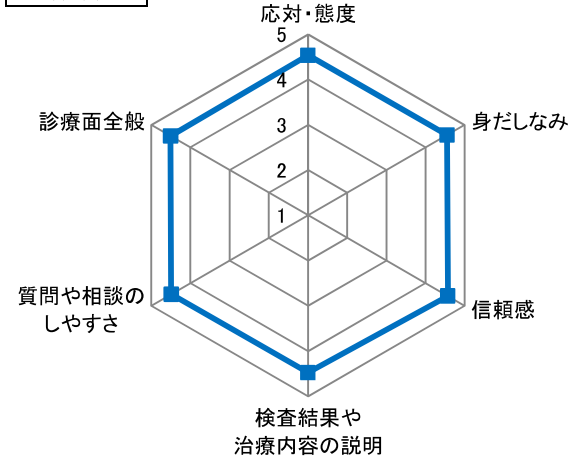 応対・態度
5
4
3
2
1
身だしなみ
信頼感
検査結果や
治療内容の説明
質問や相談の
しやすさ
診療面全般